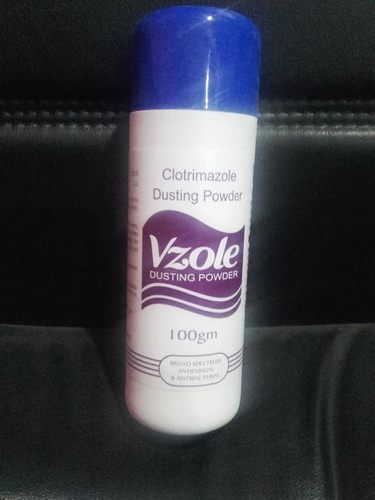 Clotrimazole
Dusting Powder
Vzole
DUSTING POWDER
100gm
BROAD SPECTRUM
ANTIFUNGAL
& ANTIBACTERIAL